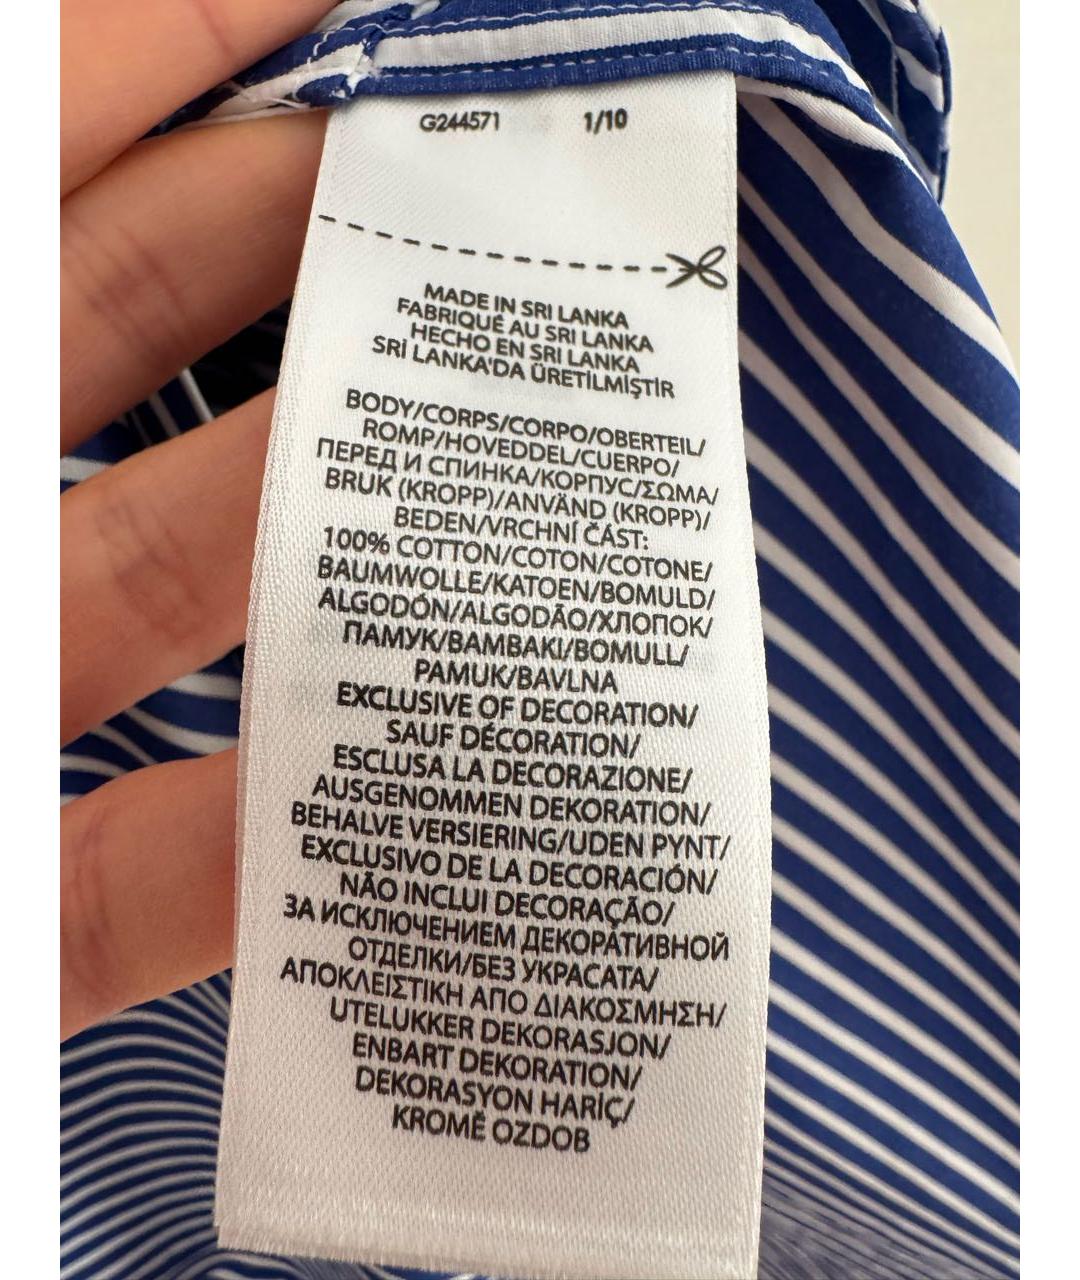 G244571 1/10
MADE IN SRI LANKA
FABRIQUÉ AU SRI LANKA
HECHO EN SRI LANKA
SRİ LANKA'DA ÜRETİLMİŞTİR
BODY/CORPS/CORPO/OBERTEIL/
ROMP/HOVEDDEL/CUERPO/
ПЕРЕД И СПИНКА/КОРПУС/ΣΩΜΑ/
BRUK (KROPP)/ANVÄND (KROPP)/
BEDEN/VRCHNÍ ČÁST:
100% COTTON/COTON/COTONE/
BAUMWOLLE/KATOEN/BOMULD/
ALGODÓN/ALGODÃO/ХЛОПОК/
ПАМУК/ΒΑΜΒΑΚΙ/BOMULL/
PAMUK/BAVLNA
EXCLUSIVE OF DECORATION/
SAUF DÉCORATION/
ESCLUSA LA DECORAZIONE/
AUSGENOMMEN DEKORATION/
BEHALVE VERSIERING/UDEN PYNT/
EXCLUSIVO DE LA DECORACIÓN/
NÃO INCLUI DECORAÇÃO/
ЗА ИСКЛЮЧЕНИЕМ ДЕКОРАТИВНОЙ
ОТДЕЛКИ/БЕЗ УКРАСАТА/
ΑΠΟΚΛΕΙΣΤΙΚΗ ΑΠΟ ΔΙΑΚΟΣΜΗΣΗ/
UTELUKKER DEKORASJON/
ENBART DEKORATION/
DEKORASYON HARİÇ/
KROMĚ OZDOB